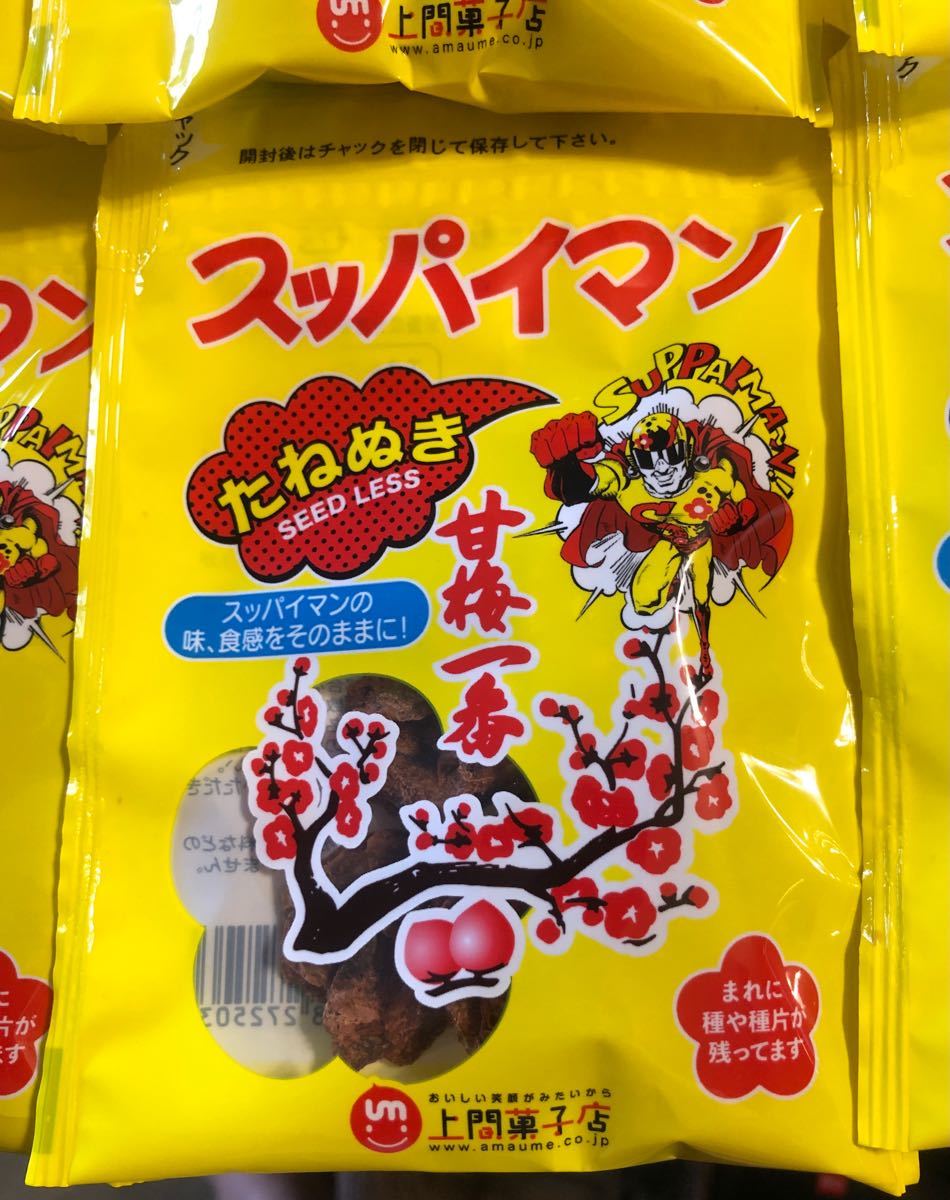 上間菓子店
www.amaume.co.jp
チャック
開封後はチャックを閉じて保存して下さい。
スッパイマン
SUPPAIMAN!!
たねぬき
SEED LESS
甘梅一番
スッパイマンの
味、食感をそのままに!
まれに
種や種片が
残ってます
おいしい笑顔がみたいから
上間菓子店
www.amaume.co.jp